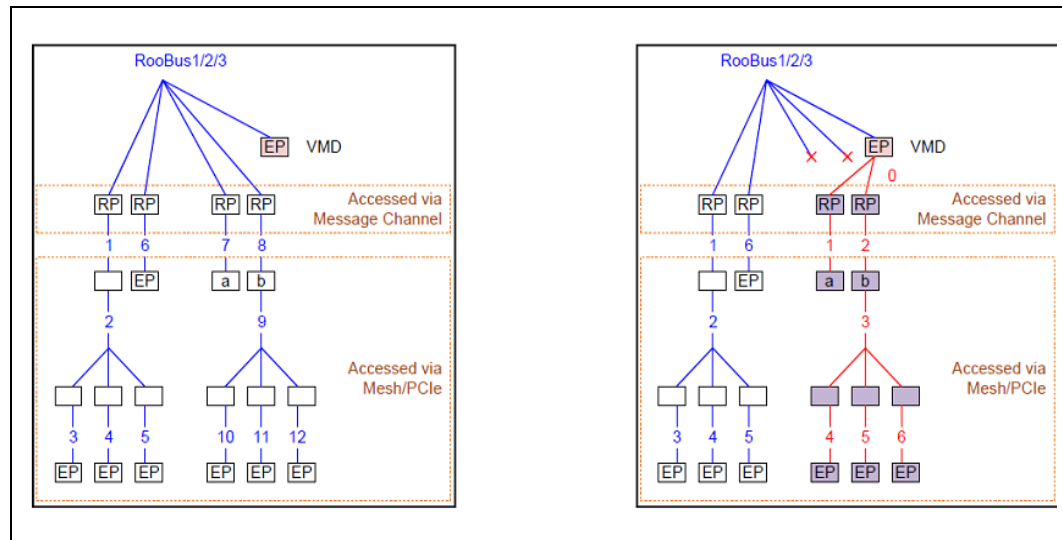 RooBus1/2/3
EP VMD
RP RP RP RP
Accessed via
Message Channel
1 6 7 8
EP a b
2 9
Accessed via
Mesh/PCIe
3 4 5 10 11 12
EP EP EP EP EP EP
RooBus1/2/3
EP VMD
0
RP RP RP RP
Accessed via
Message Channel
1 6 1 2
EP a b
2 3
Accessed via
Mesh/PCIe
3 4 5 4 5 6
EP EP EP EP EP EP